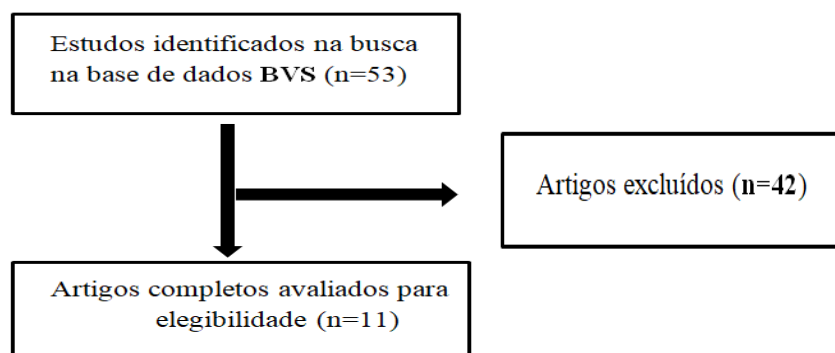 Estudos identificados na busca
na base de dados BVS (n=53)
Artigos excluídos (n=42)
Artigos completos avaliados para
elegibilidade (n=11)